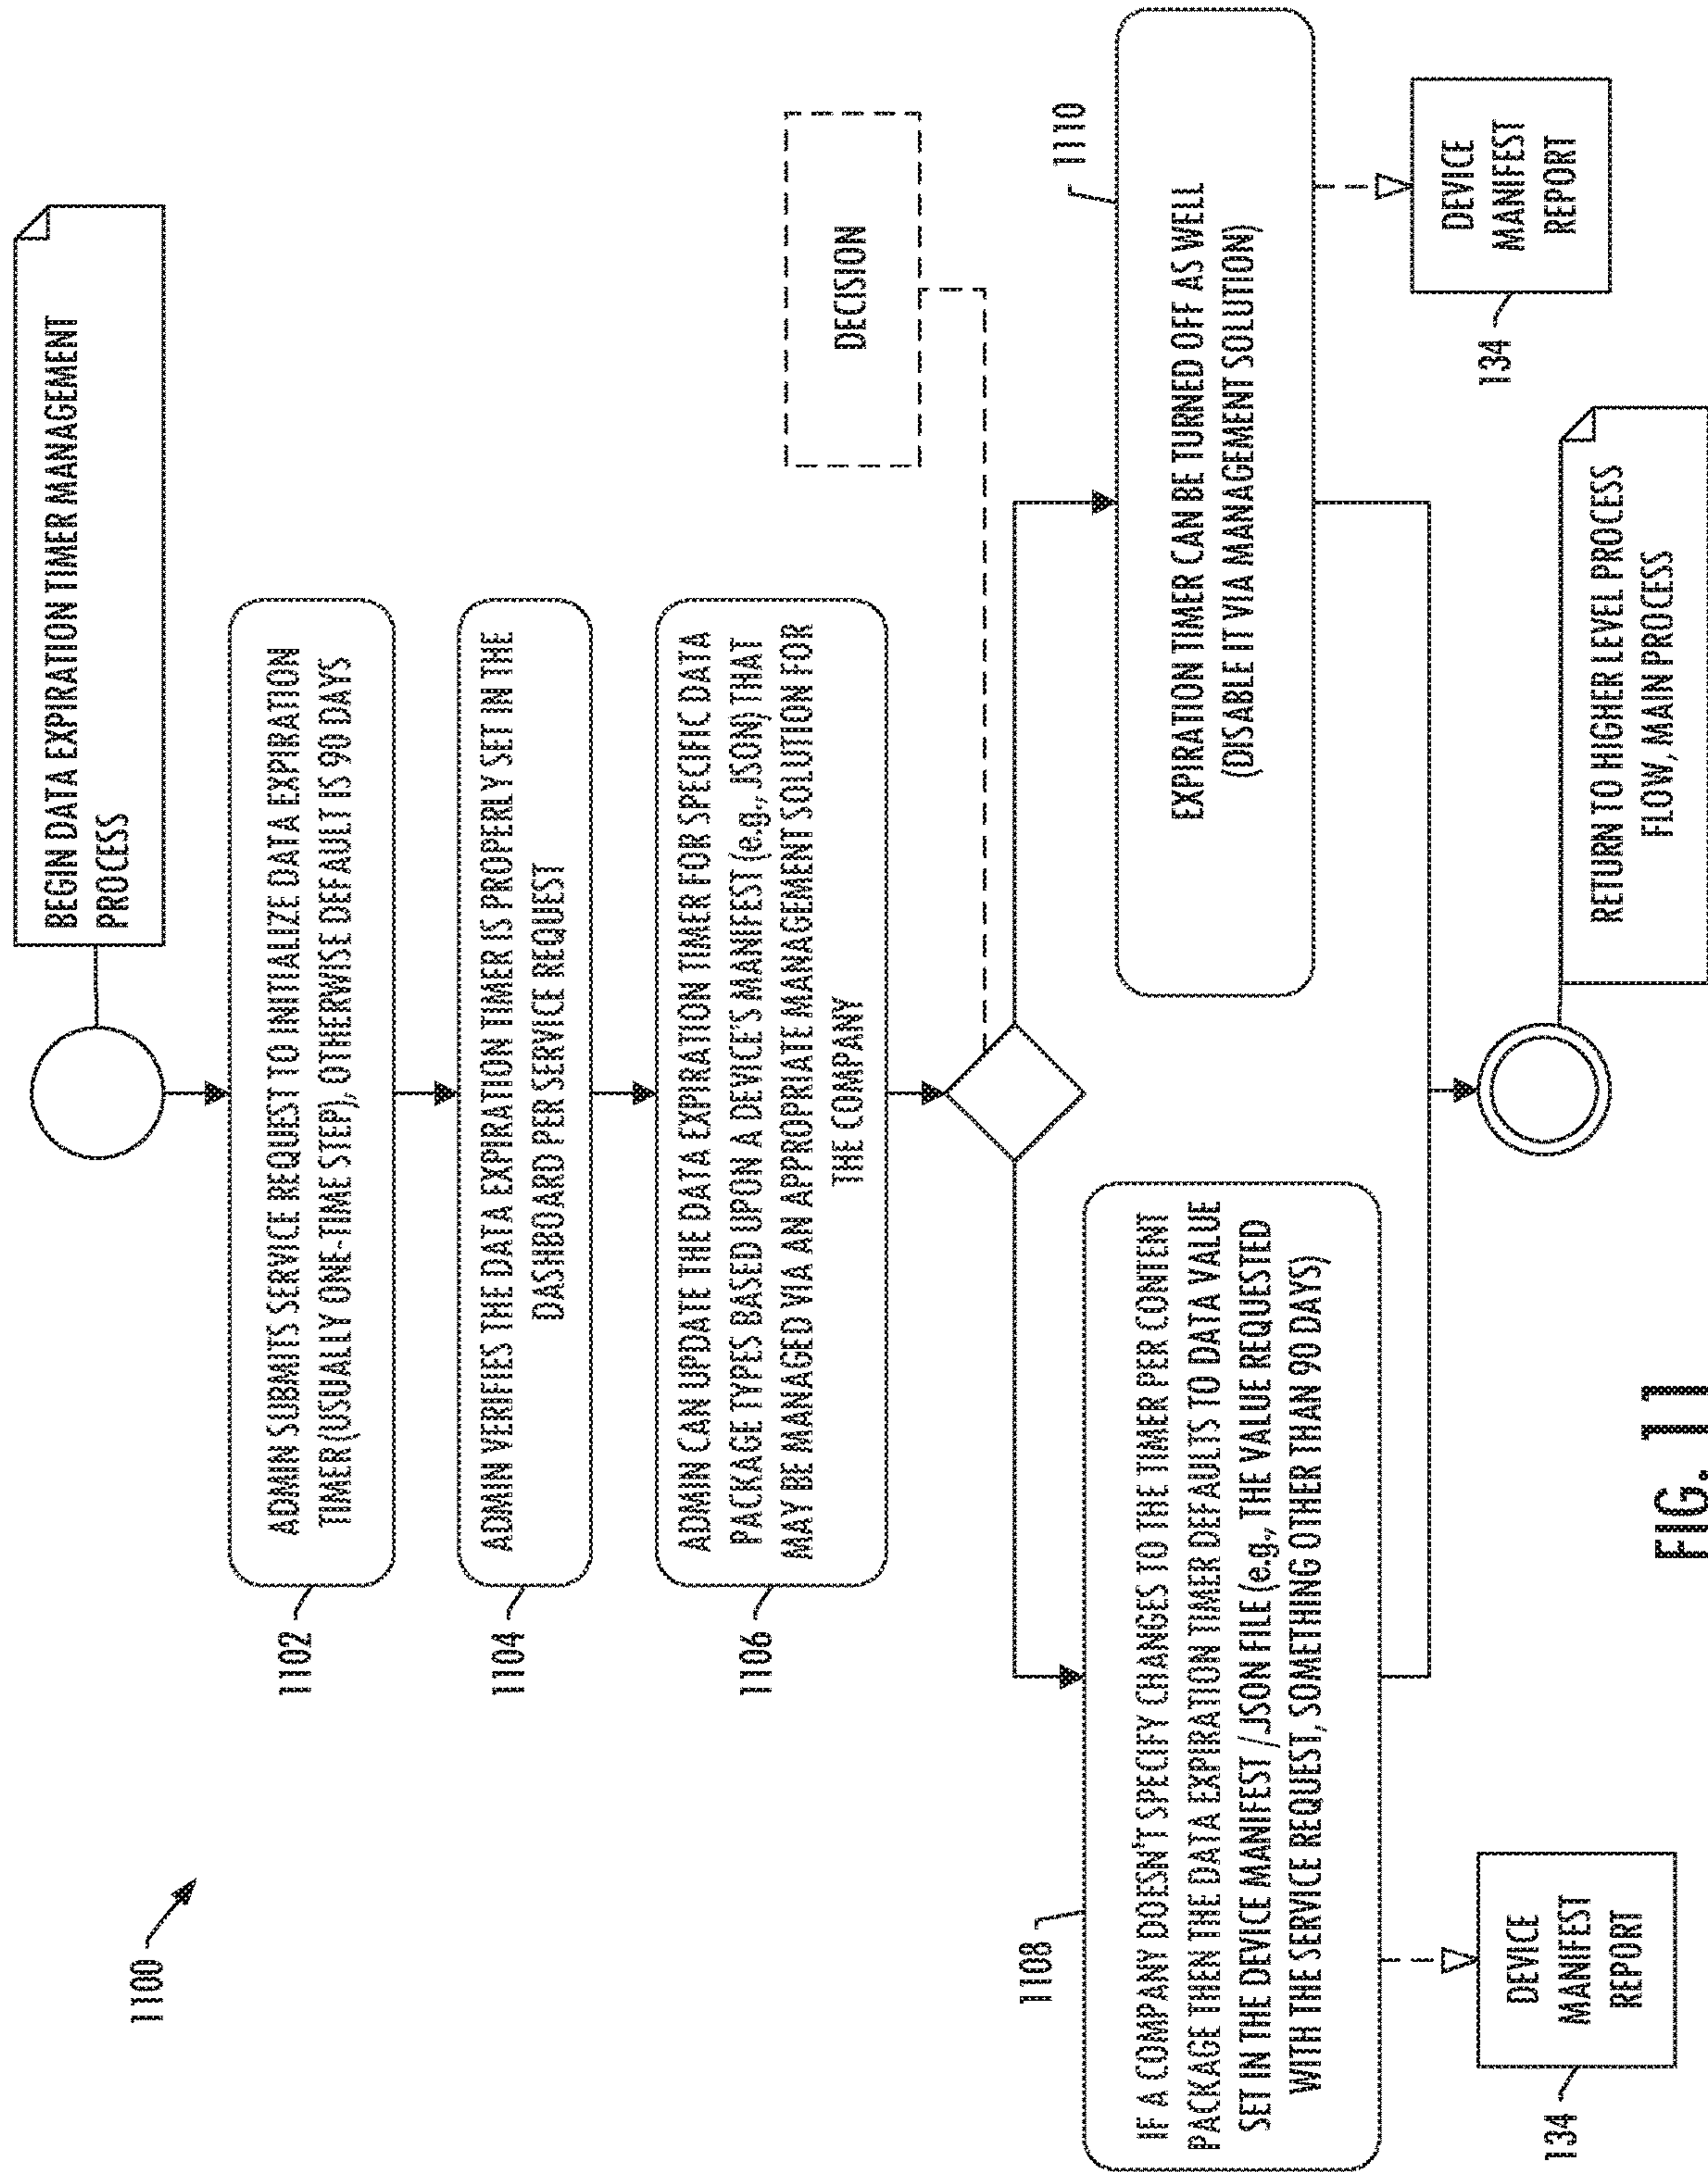 1100
BEGIN DATA EXPIRATION TIMER MANAGEMENT
PROCESS
1102
ADMIN SUBMITS SERVICE REQUEST TO INITIALIZE DATA EXPIRATION
TIMER (USUALLY ONE-TIME STEP), OTHERWISE DEFAULT IS 90 DAYS
1104
ADMIN VERIFIES THE DATA EXPIRATION TIMER IS PROPERLY SET IN THE
DASHBOARD PER SERVICE REQUEST
1106
ADMIN CAN UPDATE THE DATA EXPIRATION TIMER FOR SPECIFIC DATA
PACKAGE TYPES BASED UPON A DEVICE'S MANIFEST (e.g., JSON) THAT
MAY BE MANAGED VIA AN APPROPRIATE MANAGEMENT SOLUTION FOR
THE COMPANY
DECISION
1108
IF A COMPANY DOESN'T SPECIFY CHANGES TO THE TIMER PER CONTENT
PACKAGE THEN THE DATA EXPIRATION TIMER DEFAULTS TO DATA VALUE
SET IN THE DEVICE MANIFEST / JSON FILE (e.g., THE VALUE REQUESTED
WITH THE SERVICE REQUEST, SOMETHING OTHER THAN 90 DAYS)
1110
EXPIRATION TIMER CAN BE TURNED OFF AS WELL
(DISABLE IT VIA MANAGEMENT SOLUTION)
134
DEVICE
MANIFEST
REPORT
134
DEVICE
MANIFEST
REPORT
RETURN TO HIGHER LEVEL PROCESS
FLOW, MAIN PROCESS
FIG. 11